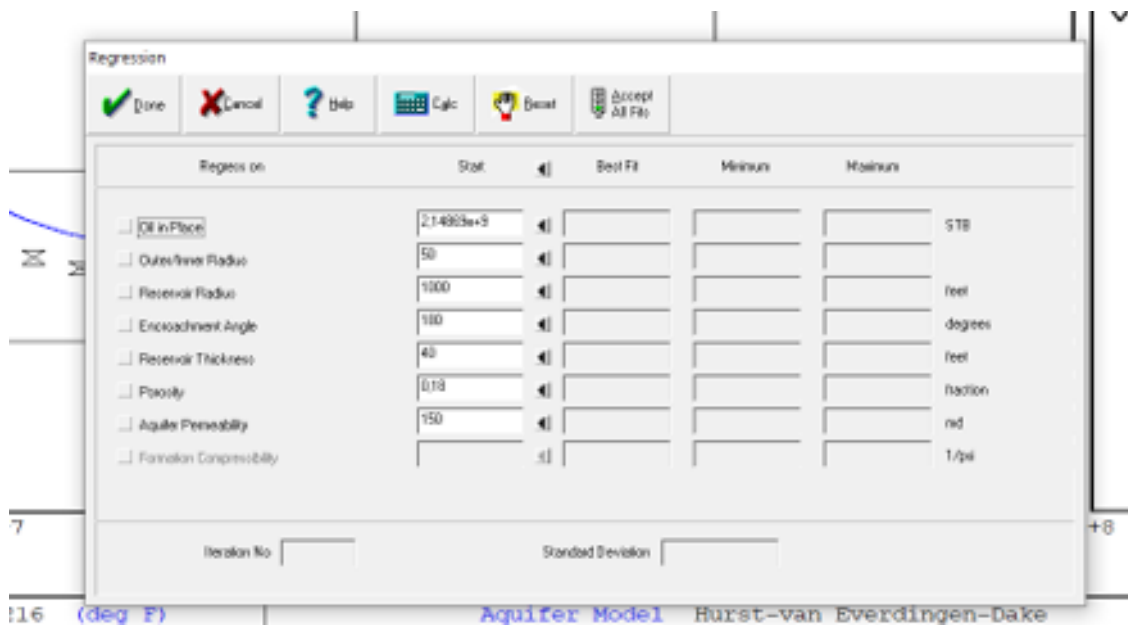 Regression
Done Cancel Help Calc Reset Accept All Fits
Regress on Start Best Fit Minimum Maximum
Oil in Place 2,14869e+9 STB
Outer/Inner Radius 50
Reservoir Radius 1000 feet
Encroachment Angle 180 degrees
Reservoir Thickness 40 feet
Porosity 0,18 fraction
Aquifer Permeability 150 md
Formation Compressibility 1/psi
+8
Iteration No Standard Deviation
216 (deg F) Aquifer Model Hurst-van Everdingen-Dake